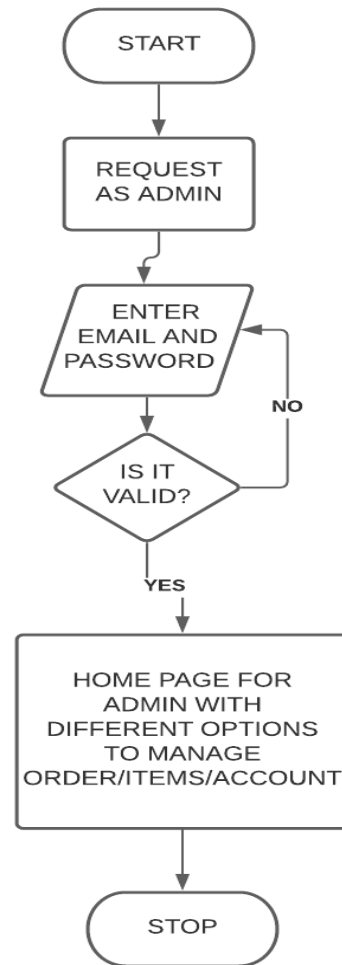 START
REQUEST
AS ADMIN
ENTER
EMAIL AND
PASSWORD
IS IT
VALID?
NO
YES
HOME PAGE FOR
ADMIN WITH
DIFFERENT OPTIONS
TO MANAGE
ORDER/ITEMS/ACCOUNT
STOP